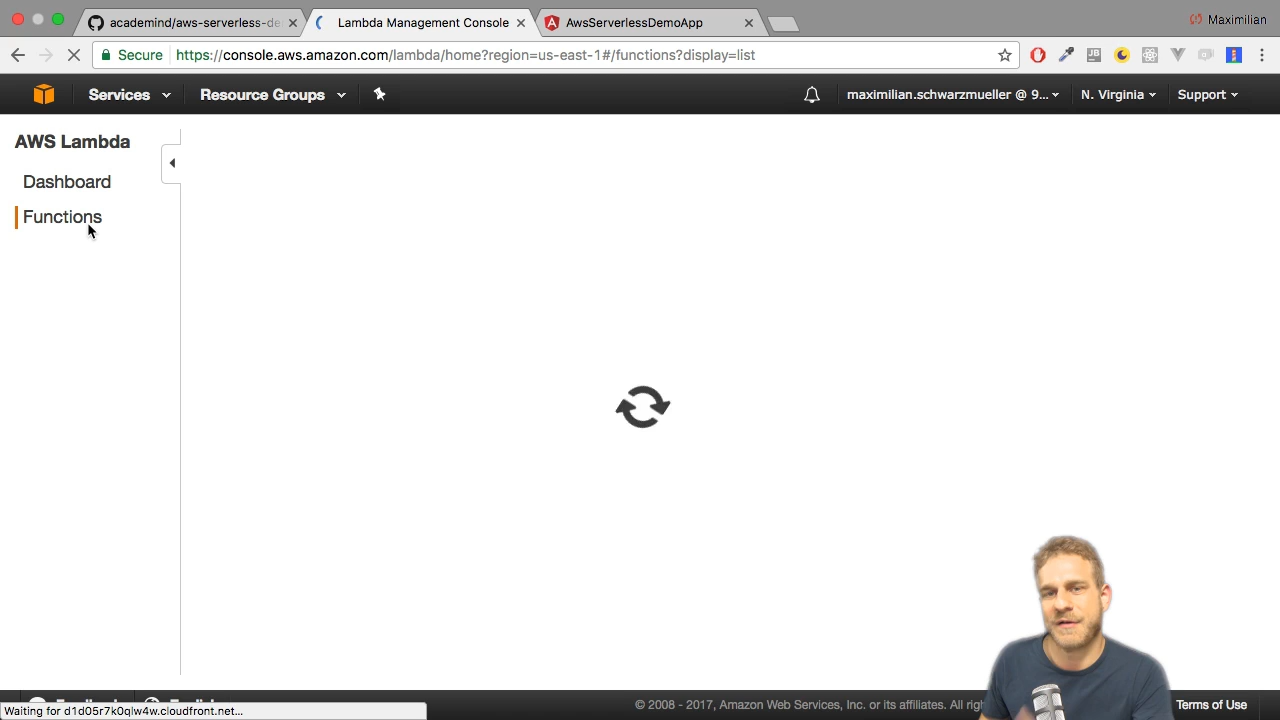 academind/aws-serverless-de
Lambda Management Console
AwsServerlessDemoApp
Maximilian
Secure
https://console.aws.amazon.com/lambda/home?region=us-east-1#/functions?display=list
JB
Services
Resource Groups
maximilian.schwarzmueller @ 9...
N. Virginia
Support
AWS Lambda
Dashboard
Functions
© 2008 - 2017, Amazon Web Services, Inc. or its affiliates. All
Terms of Use
Waiting for d1d05r7k0qlw4w.cloudfront.net...